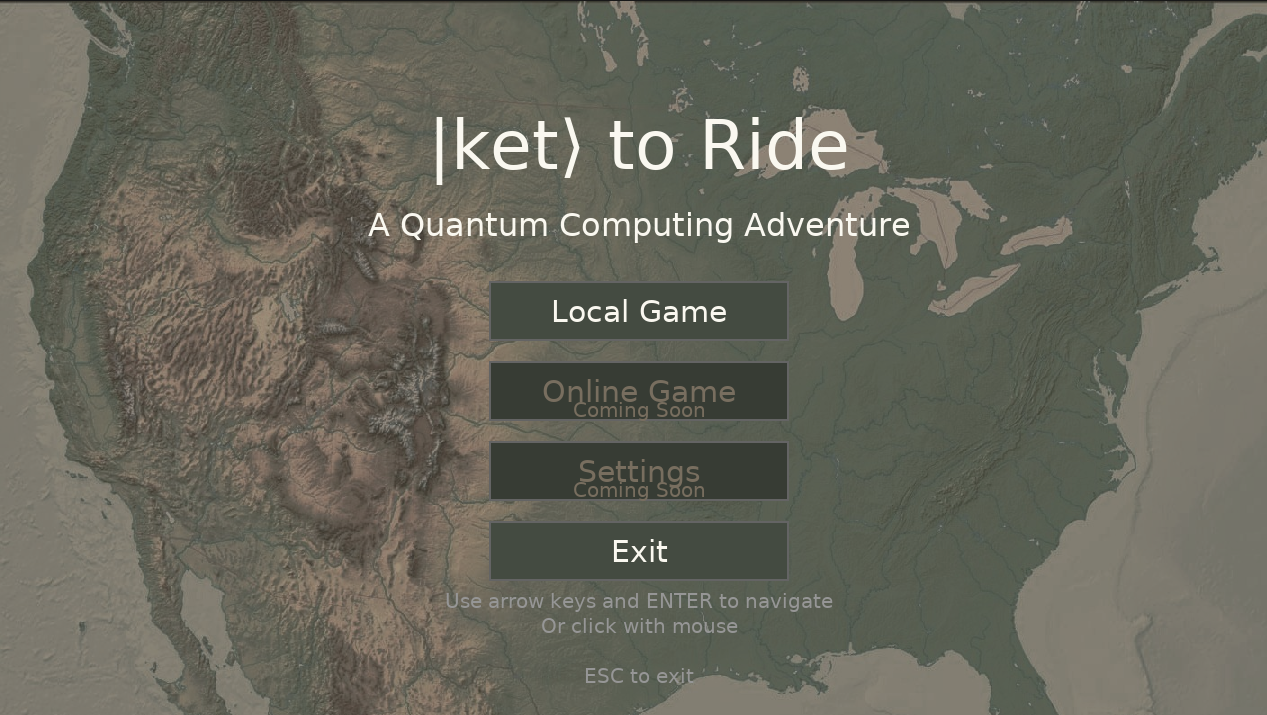 |ket⟩ to Ride
A Quantum Computing Adventure
Local Game
Online Game
Coming Soon
Settings
Coming Soon
Exit
Use arrow keys and ENTER to navigate
Or click with mouse
ESC to exit